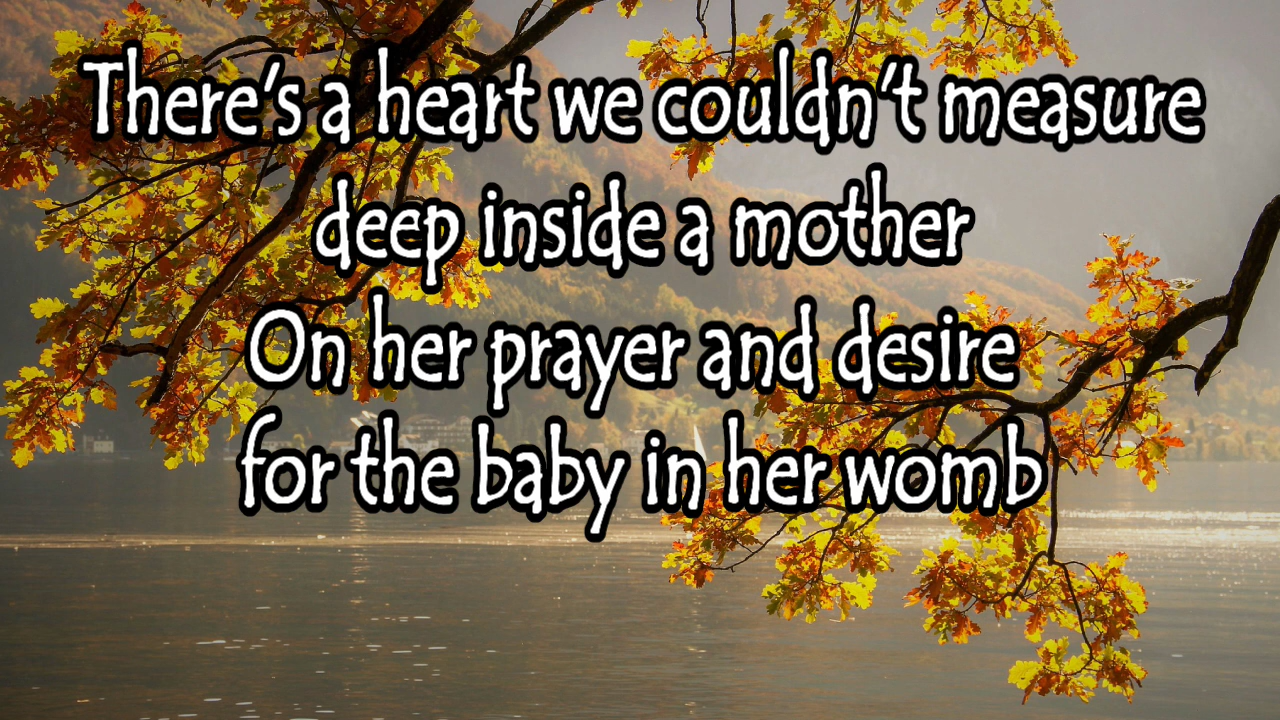 There's a heart we couldn't measure
deep inside a mother
On her prayer and desire
for the baby in her womb